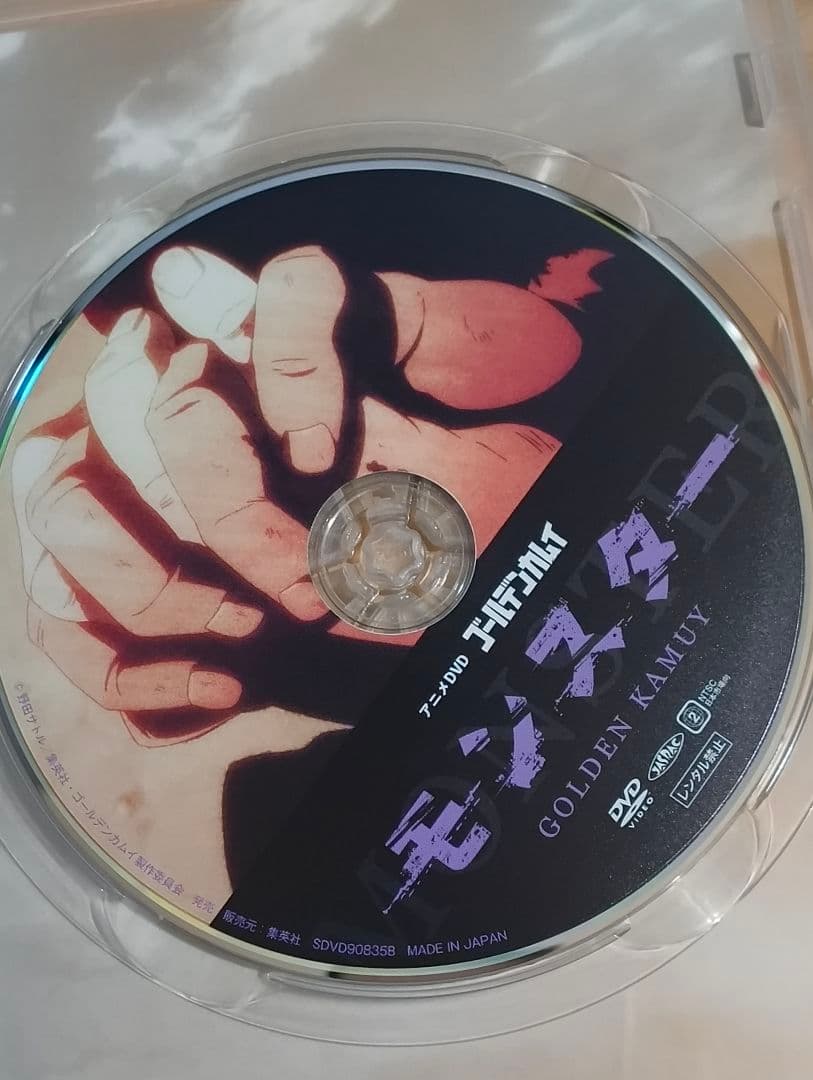 アニメDVD ゴールデンカムイ
モンスター
MONSTER
GOLDEN KAMUY
DVD
VIDEO
JASRAC
2
NTSC
日本市場向
レンタル禁止
© 野田サトル／集英社・ゴールデンカムイ製作委員会 発売 販売元：集英社 SDVD90835B MADE IN JAPAN